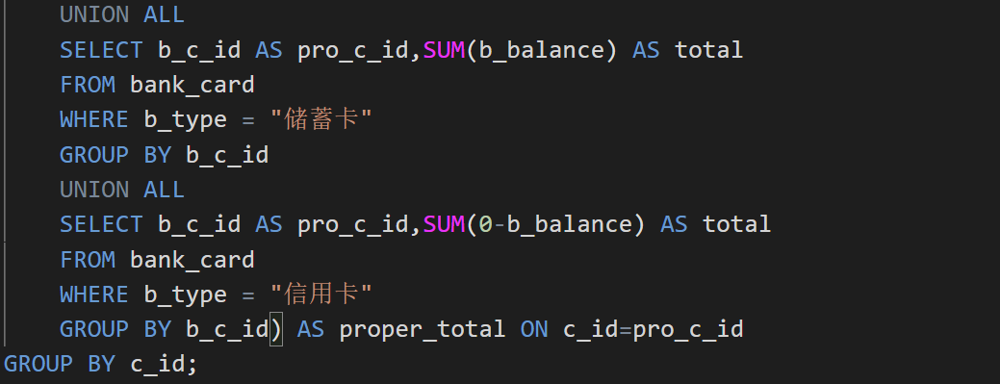 UNION ALL
SELECT b_c_id AS pro_c_id,SUM(b_balance) AS total
FROM bank_card
WHERE b_type = "储蓄卡"
GROUP BY b_c_id
UNION ALL
SELECT b_c_id AS pro_c_id,SUM(0-b_balance) AS total
FROM bank_card
WHERE b_type = "信用卡"
GROUP BY b_c_id) AS proper_total ON c_id=pro_c_id
GROUP BY c_id;